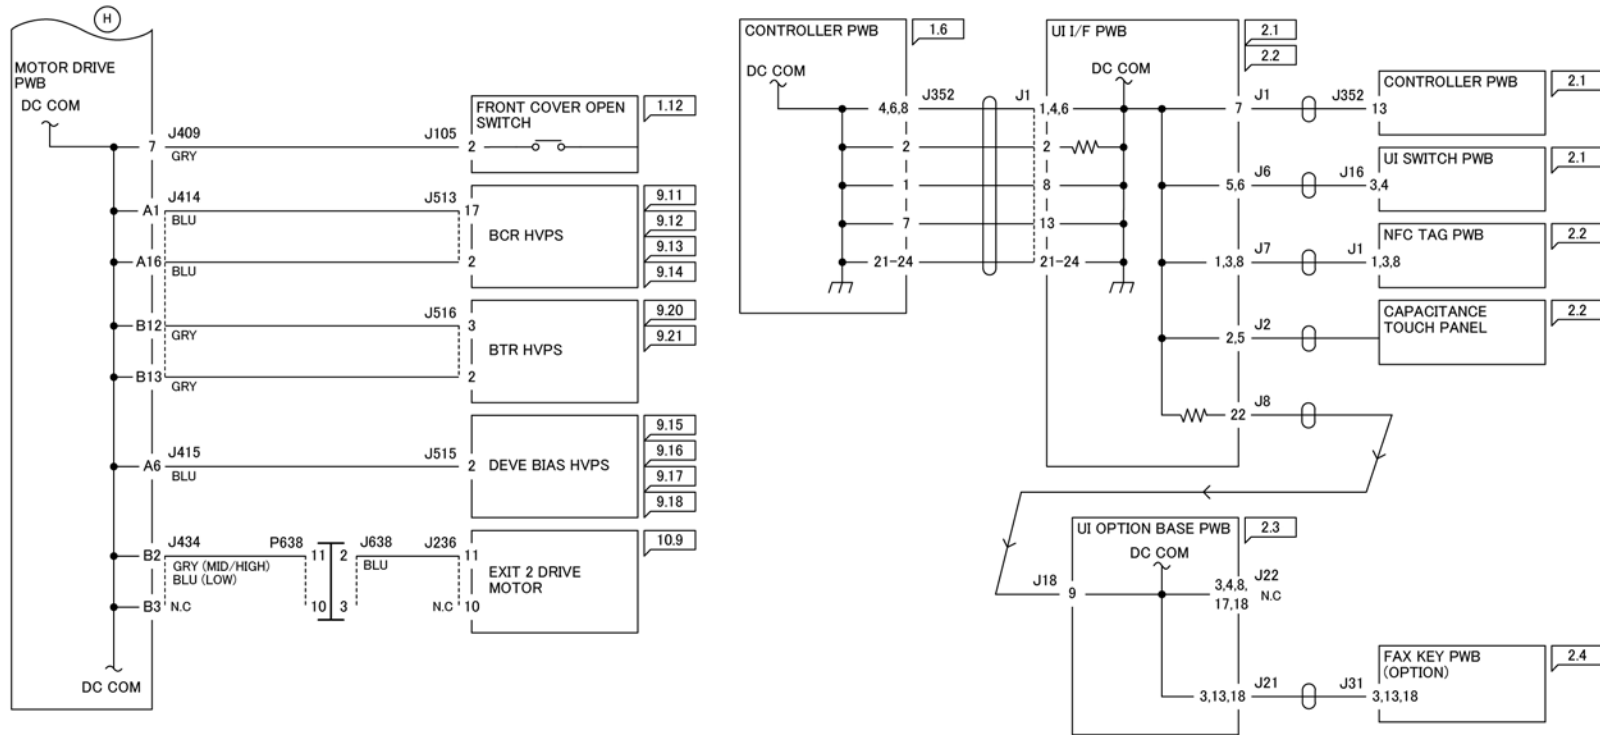 H
MOTOR DRIVE
PWB
DC COM
7
J409
GRY
J105
2
FRONT COVER OPEN
SWITCH
1.12
A1
J414
BLU
J513
17
A16
BLU
2
BCR HVPS
9.11
9.12
9.13
9.14
B12
GRY
J516
3
B13
GRY
2
BTR HVPS
9.20
9.21
A6
J415
BLU
J515
2
DEVE BIAS HVPS
9.15
9.16
9.17
9.18
B2
J434
GRY (MID/HIGH)
BLU (LOW)
P638
11
2
J638
BLU
J236
11
B3
N.C
10
3
N.C
10
EXIT 2 DRIVE
MOTOR
10.9
DC COM
CONTROLLER PWB
1.6
DC COM
4,6,8
J352
J1
1,4,6
2
2
1
8
7
13
21-24
21-24
UI I/F PWB
2.1
2.2
DC COM
7
J1
J352
13
CONTROLLER PWB
2.1
5,6
J6
J16
3,4
UI SWITCH PWB
2.1
1,3,8
J7
J1
1,3,8
NFC TAG PWB
2.2
2,5
J2
CAPACITANCE
TOUCH PANEL
2.2
22
J8
UI OPTION BASE PWB
2.3
DC COM
J18
9
3,4,8,
17,18
J22
N.C
3,13,18
J21
J31
3,13,18
FAX KEY PWB
(OPTION)
2.4